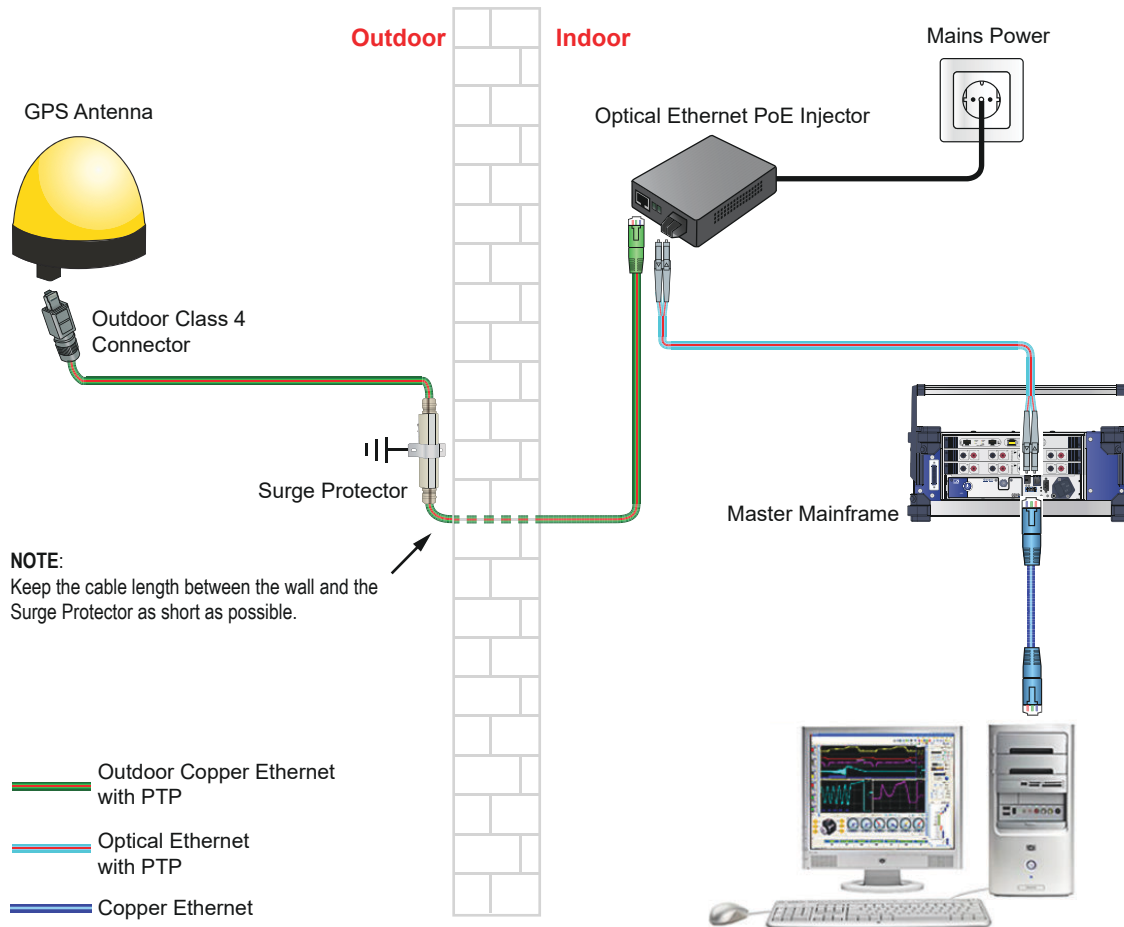 Outdoor
Indoor
Mains Power
GPS Antenna
Optical Ethernet PoE Injector
Outdoor Class 4
Connector
Surge Protector
Master Mainframe
NOTE:
Keep the cable length between the wall and the
Surge Protector as short as possible.
Outdoor Copper Ethernet
with PTP
Optical Ethernet
with PTP
Copper Ethernet